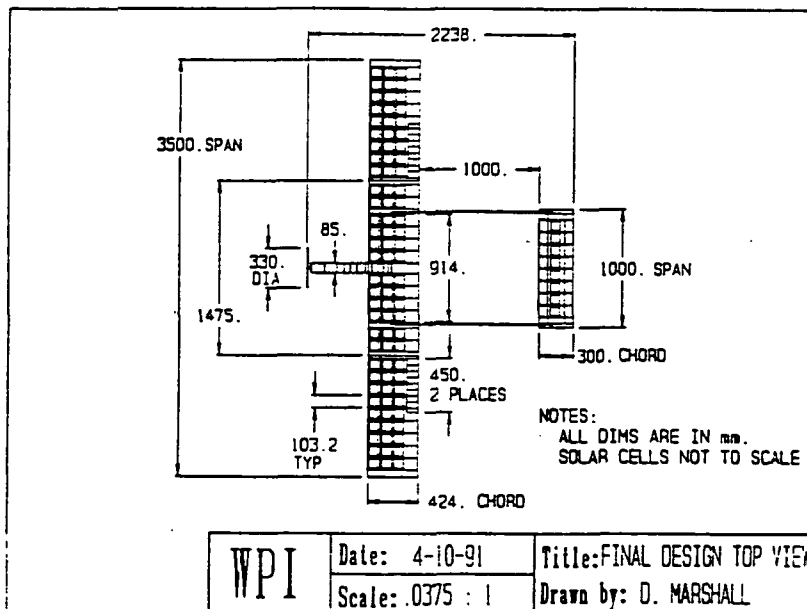 2238.
3500. SPAN
1000.
85.
330.
DIA
914.
1000. SPAN
1475.
300. CHORD
450.
2 PLACES
103.2
TYP
NOTES:
ALL DIMS ARE IN mm.
SOLAR CELLS NOT TO SCALE
424. CHORD
WPI
Date: 4-10-91
Title:FINAL DESIGN TOP VIEW
Scale: .0375 : 1
Drawn by: D. MARSHALL